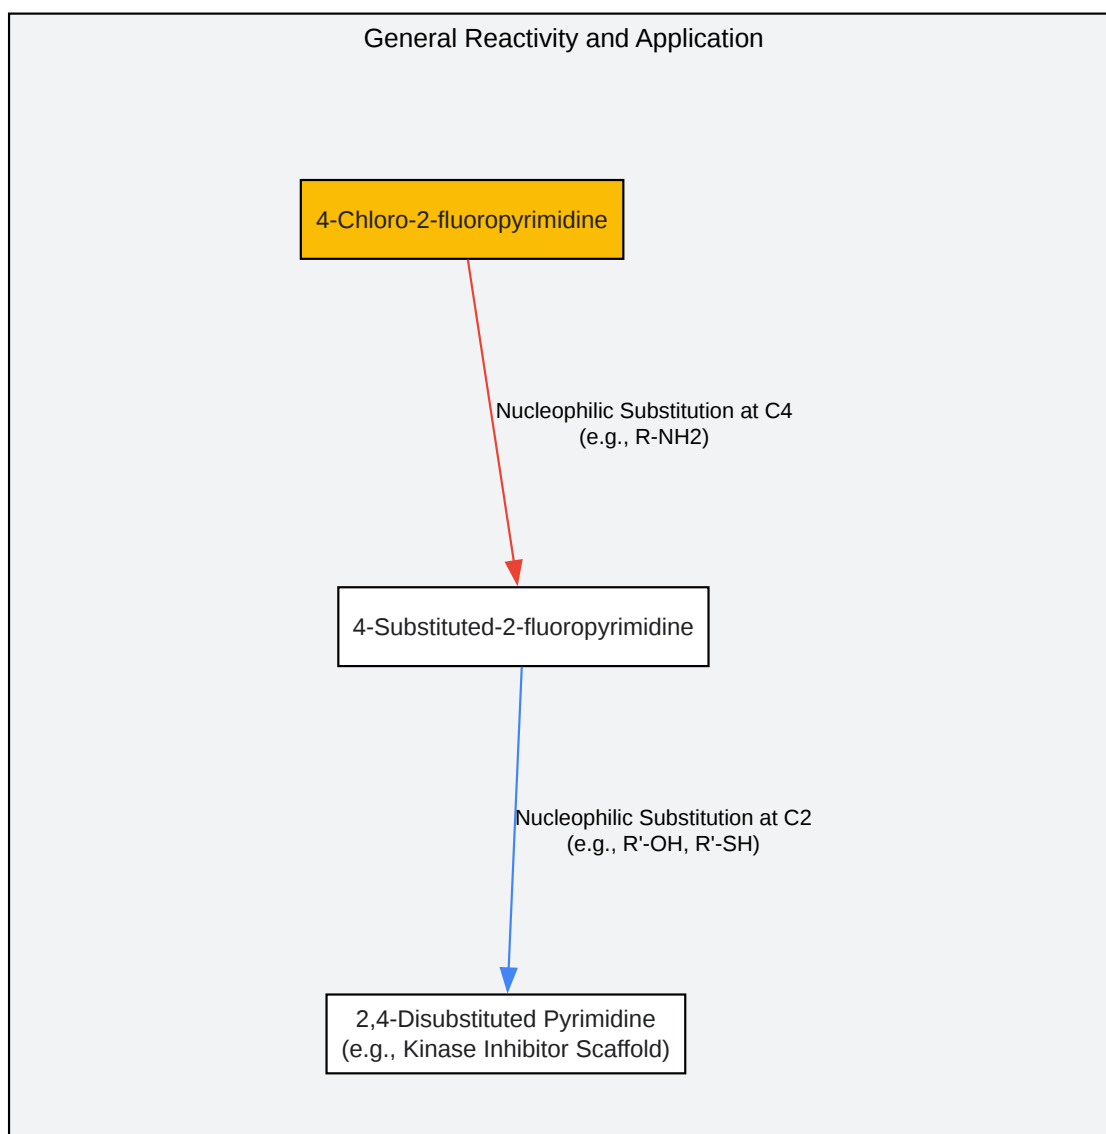 General Reactivity and Application
4-Chloro-2-fluoropyrimidine
Nucleophilic Substitution at C4
(e.g., R-NH2)
4-Substituted-2-fluoropyrimidine
Nucleophilic Substitution at C2
(e.g., R'-OH, R'-SH)
2,4-Disubstituted Pyrimidine
(e.g., Kinase Inhibitor Scaffold)